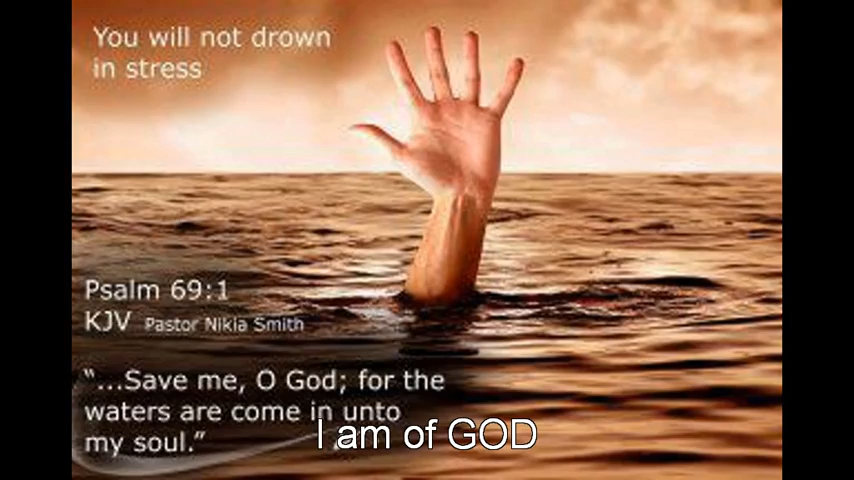 You will not drown
in stress
Psalm 69:1
KJV Pastor Nikia Smith
“...Save me, O God; for the
waters are come in unto
my soul.”
I am of GOD